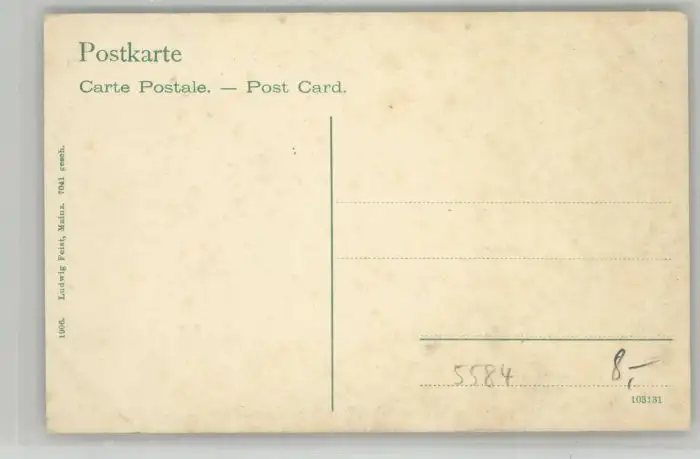 Postkarte
Carte Postale. — Post Card.
1906. Ludwig Feist, Mainz. 7041 gesch.
5584
8,-
103131